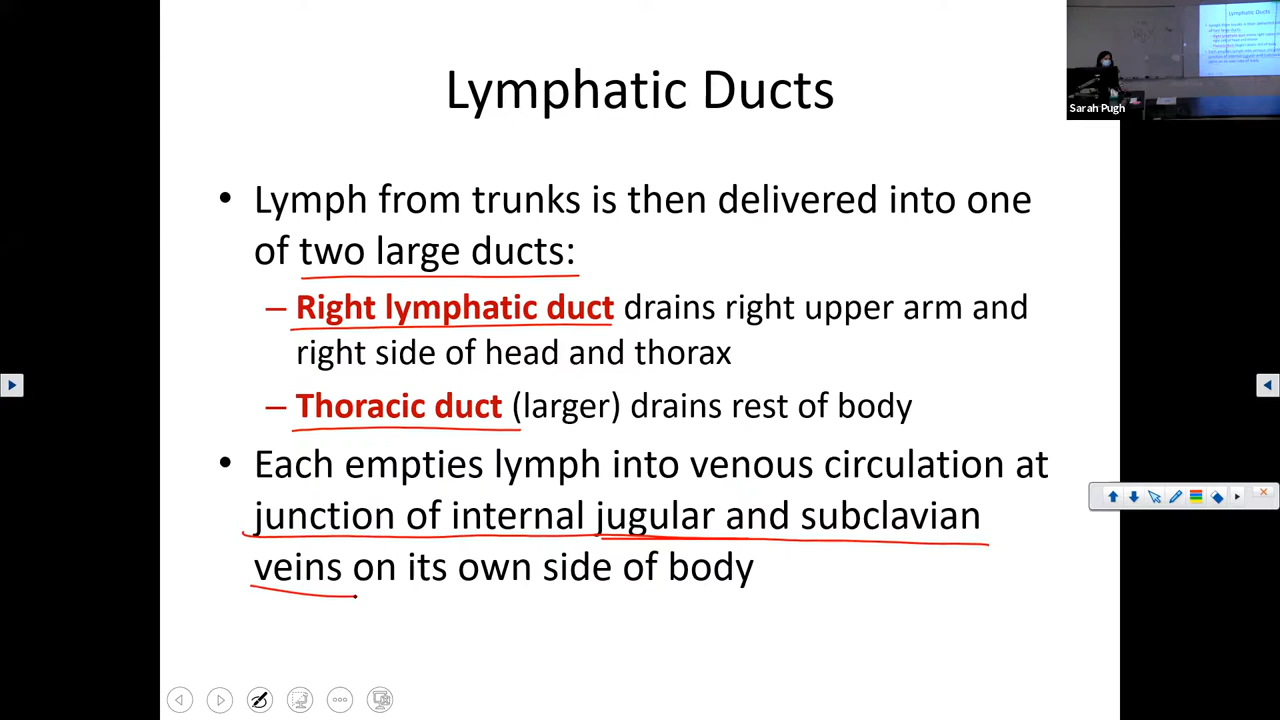 Lymphatic Ducts
• Lymph from trunks is then delivered into one
of two large ducts:
– Right lymphatic duct drains right upper arm and
right side of head and thorax
– Thoracic duct (larger) drains rest of body
• Each empties lymph into venous circulation at
junction of internal jugular and subclavian
veins on its own side of body
Sarah Pugh
Lymphatic Ducts